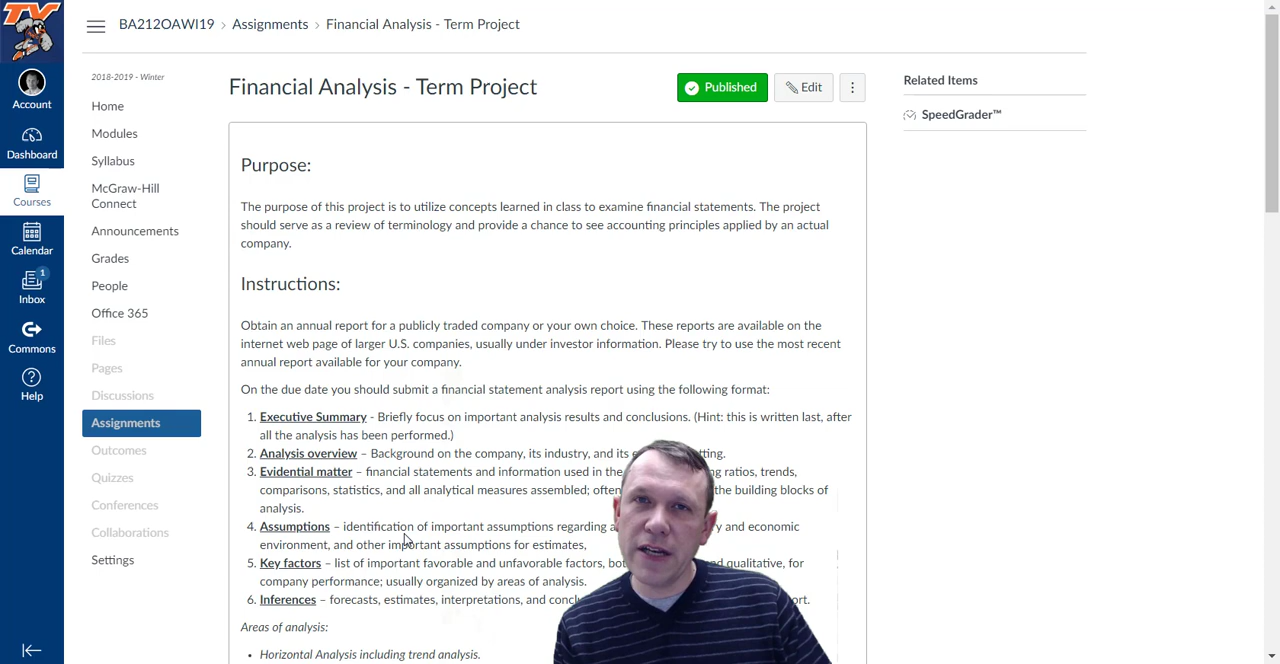 TV
BA212OAWI19 › Assignments › Financial Analysis - Term Project
Account
Dashboard
Courses
Calendar
1
Inbox
Commons
Help
2018-2019 - Winter
Home
Modules
Syllabus
McGraw-Hill
Connect
Announcements
Grades
People
Office 365
Files
Pages
Discussions
Assignments
Outcomes
Quizzes
Conferences
Collaborations
Settings
Financial Analysis - Term Project
Published
Edit
Related Items
SpeedGrader™
Purpose:
The purpose of this project is to utilize concepts learned in class to examine financial statements. The project
should serve as a review of terminology and provide a chance to see accounting principles applied by an actual
company.
Instructions:
Obtain an annual report for a publicly traded company or your own choice. These reports are available on the
internet web page of larger U.S. companies, usually under investor information. Please try to use the most recent
annual report available for your company.
On the due date you should submit a financial statement analysis report using the following format:
1. Executive Summary - Briefly focus on important analysis results and conclusions. (Hint: this is written last, after
all the analysis has been performed.)
2. Analysis overview – Background on the company, its industry, and its
3. Evidential matter – financial statements and information used in the ratios, trends,
comparisons, statistics, and all analytical measures assembled; the building blocks of
analysis.
4. Assumptions – identification of important assumptions regarding and economic
environment, and other important assumptions for estimates,
5. Key factors – list of important favorable and unfavorable factors, qualitative, for
company performance; usually organized by areas of analysis.
6. Inferences – forecasts, estimates, interpretations, and
Areas of analysis:
• Horizontal Analysis including trend analysis.